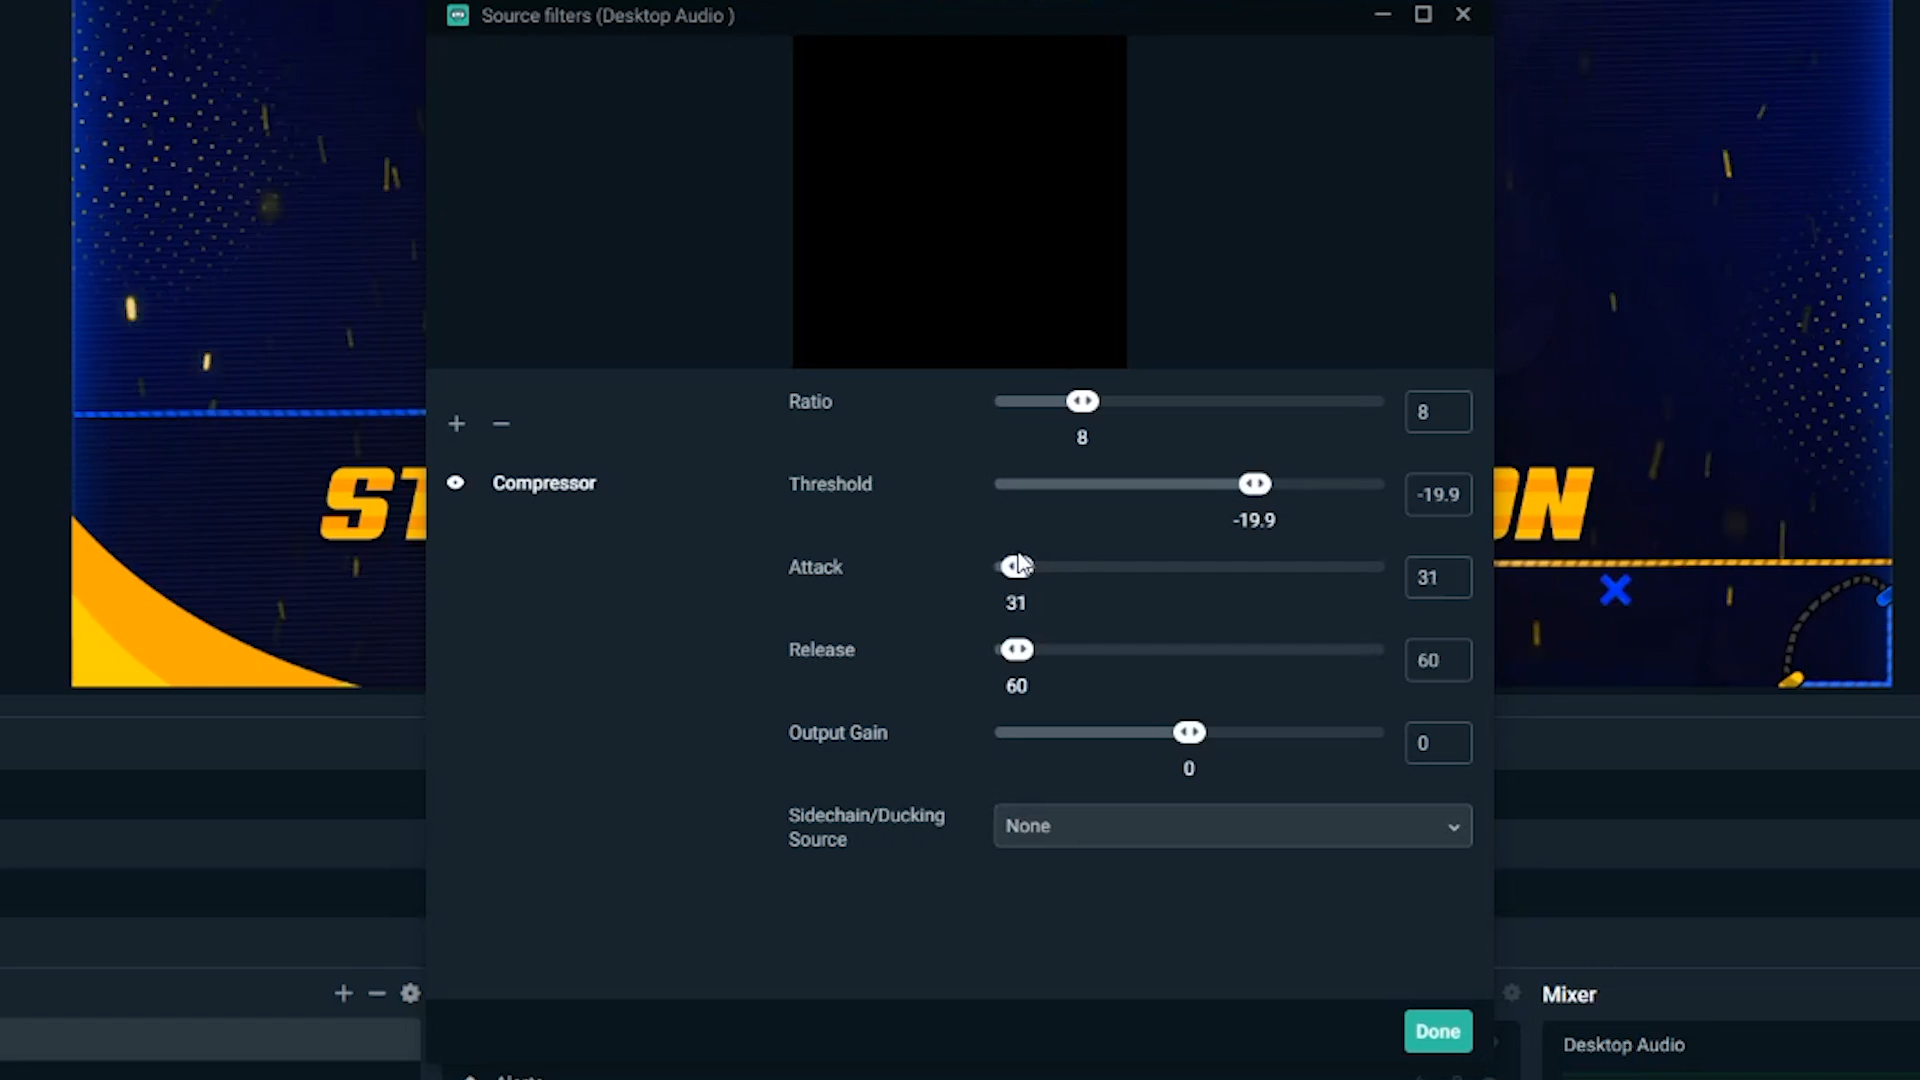 Source filters (Desktop Audio )
Ratio
8
8
Compressor
Threshold
-19.9
-19.9
ST
ON
Attack
31
31
Release
60
60
Output Gain
0
0
Sidechain/Ducking
Source
None
Mixer
Done
Desktop Audio
Alerts